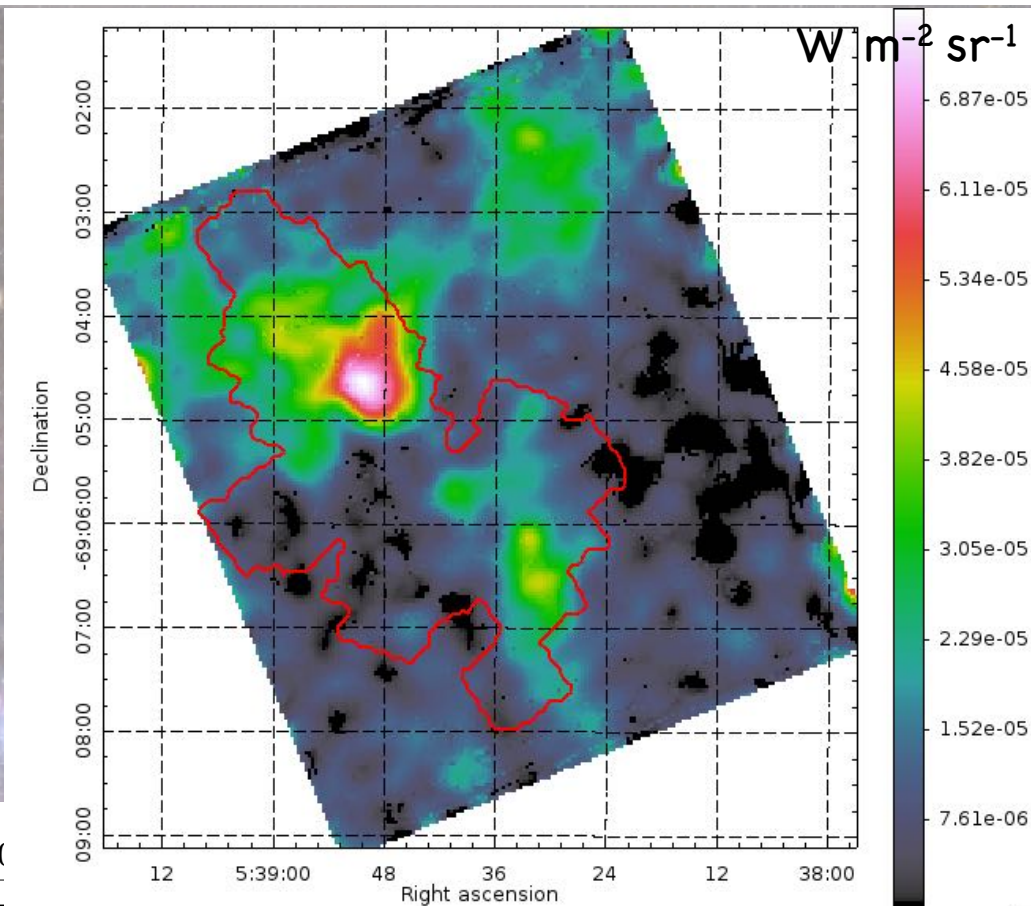 W m⁻² sr⁻¹
6.87e-05
6.11e-05
5.34e-05
4.58e-05
3.82e-05
3.05e-05
2.29e-05
1.52e-05
7.61e-06
Declination
02:00
03:00
04:00
05:00
-69:06:00
07:00
08:00
09:00
12 5:39:00 48 36 24 12 38:00
Right ascension